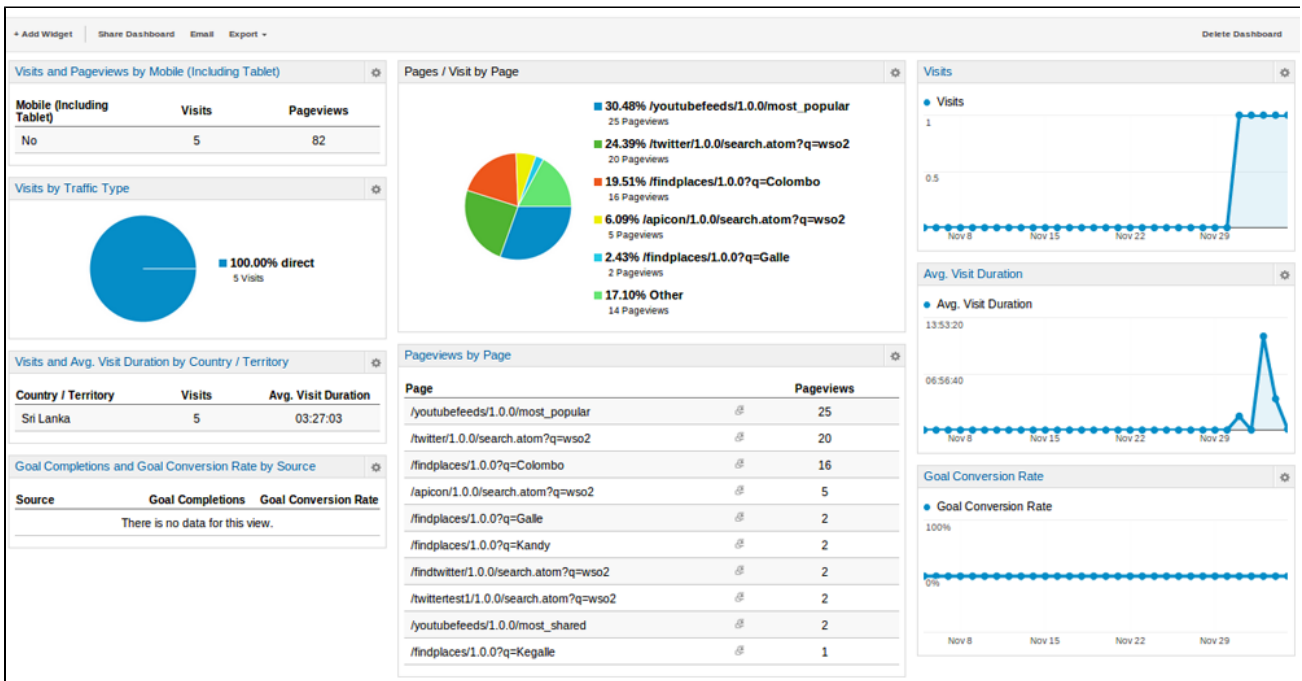 + Add Widget Share Dashboard Email Export Delete Dashboard
Visits and Pageviews by Mobile (Including Tablet)
Mobile (Including Tablet) Visits Pageviews
No 5 82
Visits by Traffic Type
100.00% direct
5 Visits
Visits and Avg. Visit Duration by Country / Territory
Country / Territory Visits Avg. Visit Duration
Sri Lanka 5 03:27:03
Goal Completions and Goal Conversion Rate by Source
Source Goal Completions Goal Conversion Rate
There is no data for this view.
Pages / Visit by Page
30.48% /youtubefeeds/1.0.0/most_popular
25 Pageviews
24.39% /twitter/1.0.0/search.atom?q=wso2
20 Pageviews
19.51% /findplaces/1.0.0?q=Colombo
16 Pageviews
6.09% /apicon/1.0.0/search.atom?q=wso2
5 Pageviews
2.43% /findplaces/1.0.0?q=Galle
2 Pageviews
17.10% Other
14 Pageviews
Pageviews by Page
Page Pageviews
/youtubefeeds/1.0.0/most_popular 25
/twitter/1.0.0/search.atom?q=wso2 20
/findplaces/1.0.0?q=Colombo 16
/apicon/1.0.0/search.atom?q=wso2 5
/findplaces/1.0.0?q=Galle 2
/findplaces/1.0.0?q=Kandy 2
/findtwitter/1.0.0/search.atom?q=wso2 2
/twittertest1/1.0.0/search.atom?q=wso2 2
/youtubefeeds/1.0.0/most_shared 2
/findplaces/1.0.0?q=Kegalle 1
Visits
Visits
1
0.5
Nov 8 Nov 15 Nov 22 Nov 29
Avg. Visit Duration
Avg. Visit Duration
13:53:20
06:56:40
Nov 8 Nov 15 Nov 22 Nov 29
Goal Conversion Rate
Goal Conversion Rate
100%
0%
Nov 8 Nov 15 Nov 22 Nov 29